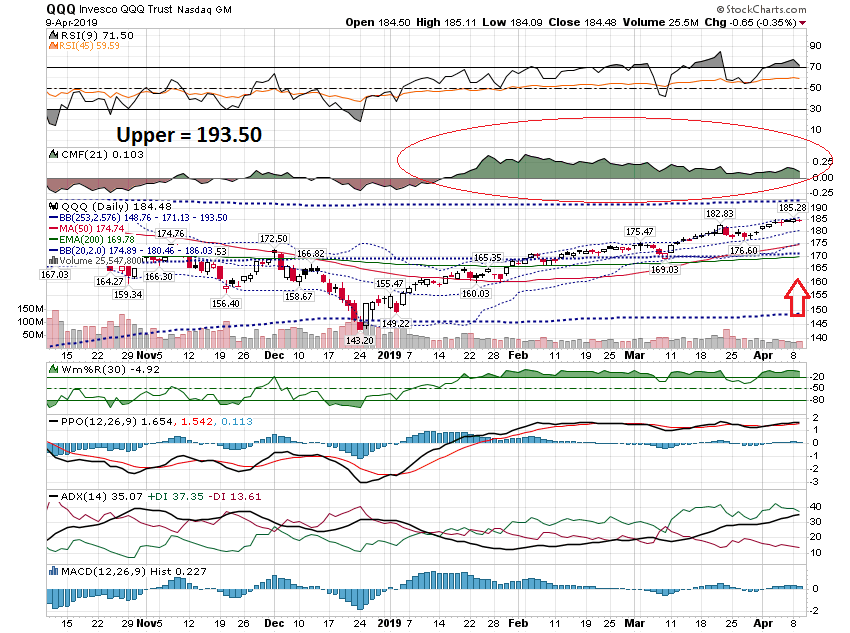 QQQ Invesco QQQ Trust Nasdaq GM © StockCharts.com
9-Apr-2019 Open 184.50 High 185.11 Low 184.09 Close 184.48 Volume 25.5M Chg -0.65 (-0.35%)
RSI(9) 71.50
RSI(45) 59.59
90
70
50
30
10
Upper = 193.50
CMF(21) 0.103
0.25
0.00
-0.25
QQQ (Daily) 184.48
BB(253,2.576) 148.76 - 171.13 - 193.50
MA(50) 174.74
EMA(200) 169.78
BB(20,2.0) 174.89 - 180.46 - 186.03
Volume 25,547,800
190
185
180
175
170
165
160
155
150
145
140
150M
100M
50M
167.03
164.27
159.34
174.76
166.30
156.40
172.50
158.67
166.82
143.20
155.47
149.22
165.35
160.03
175.47
169.03
182.83
176.60
185.28
15 22 29 Nov5 12 19 26 Dec 10 17 24 2019 7 14 22 28 Feb 11 19 25 Mar 11 18 25 Apr 8
Wm%R(30) -4.92
-20
-50
-80
PPO(12,26,9) 1.654, 1.542, 0.113
2
1
0
-1
-2
-3
ADX(14) 35.07 +DI 37.35 -DI 13.61
40
30
20
10
MACD(12,26,9) Hist 0.227
0
-2
15 22 29 Nov5 12 19 26 Dec 10 17 24 2019 7 14 22 28 Feb 11 19 25 Mar 11 18 25 Apr 8